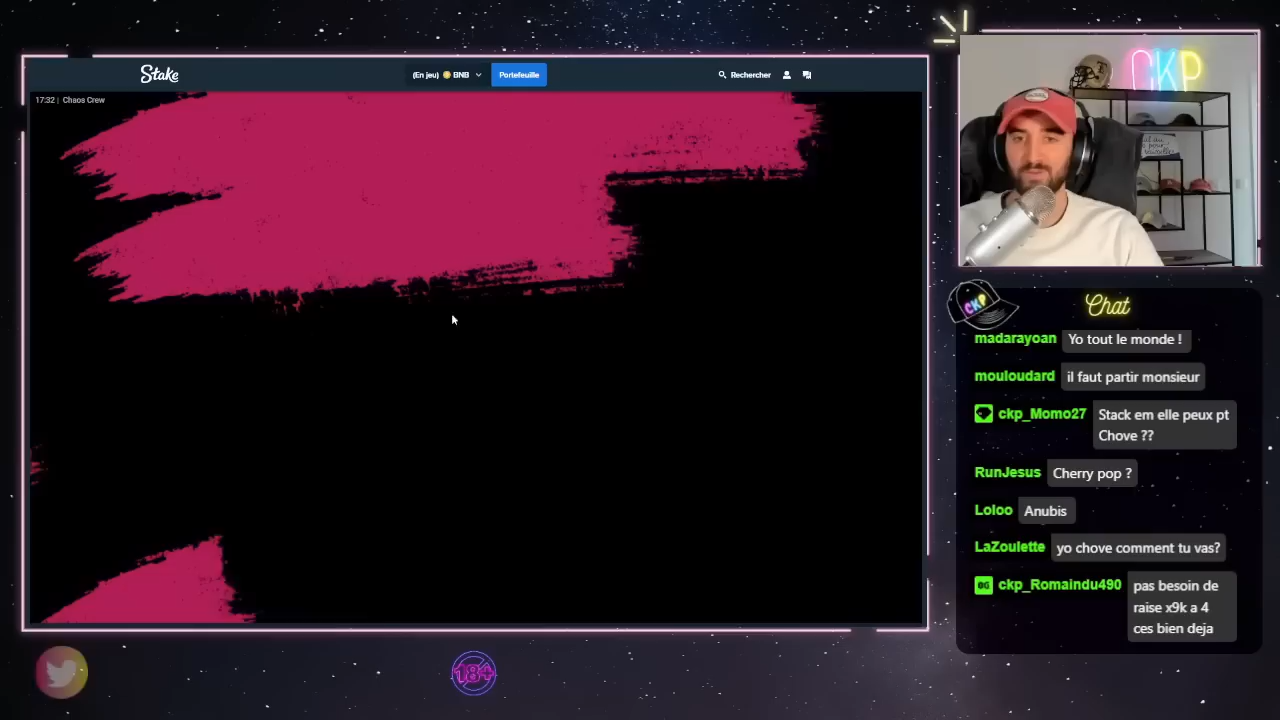 Stake
(En jeu) BNB
Portefeuille
Rechercher
17:32 | Chaos Crew
CKP
CKP
Chat
madarayoan Yo tout le monde !
mouloudard il faut partir monsieur
ckp_Momo27 Stack em elle peux pt
Chove ??
RunJesus Cherry pop ?
Loloo Anubis
LaZoulette yo chove comment tu vas?
OG ckp_Romaindu490 pas besoin de
raise x9k a 4
ces bien deja
18+